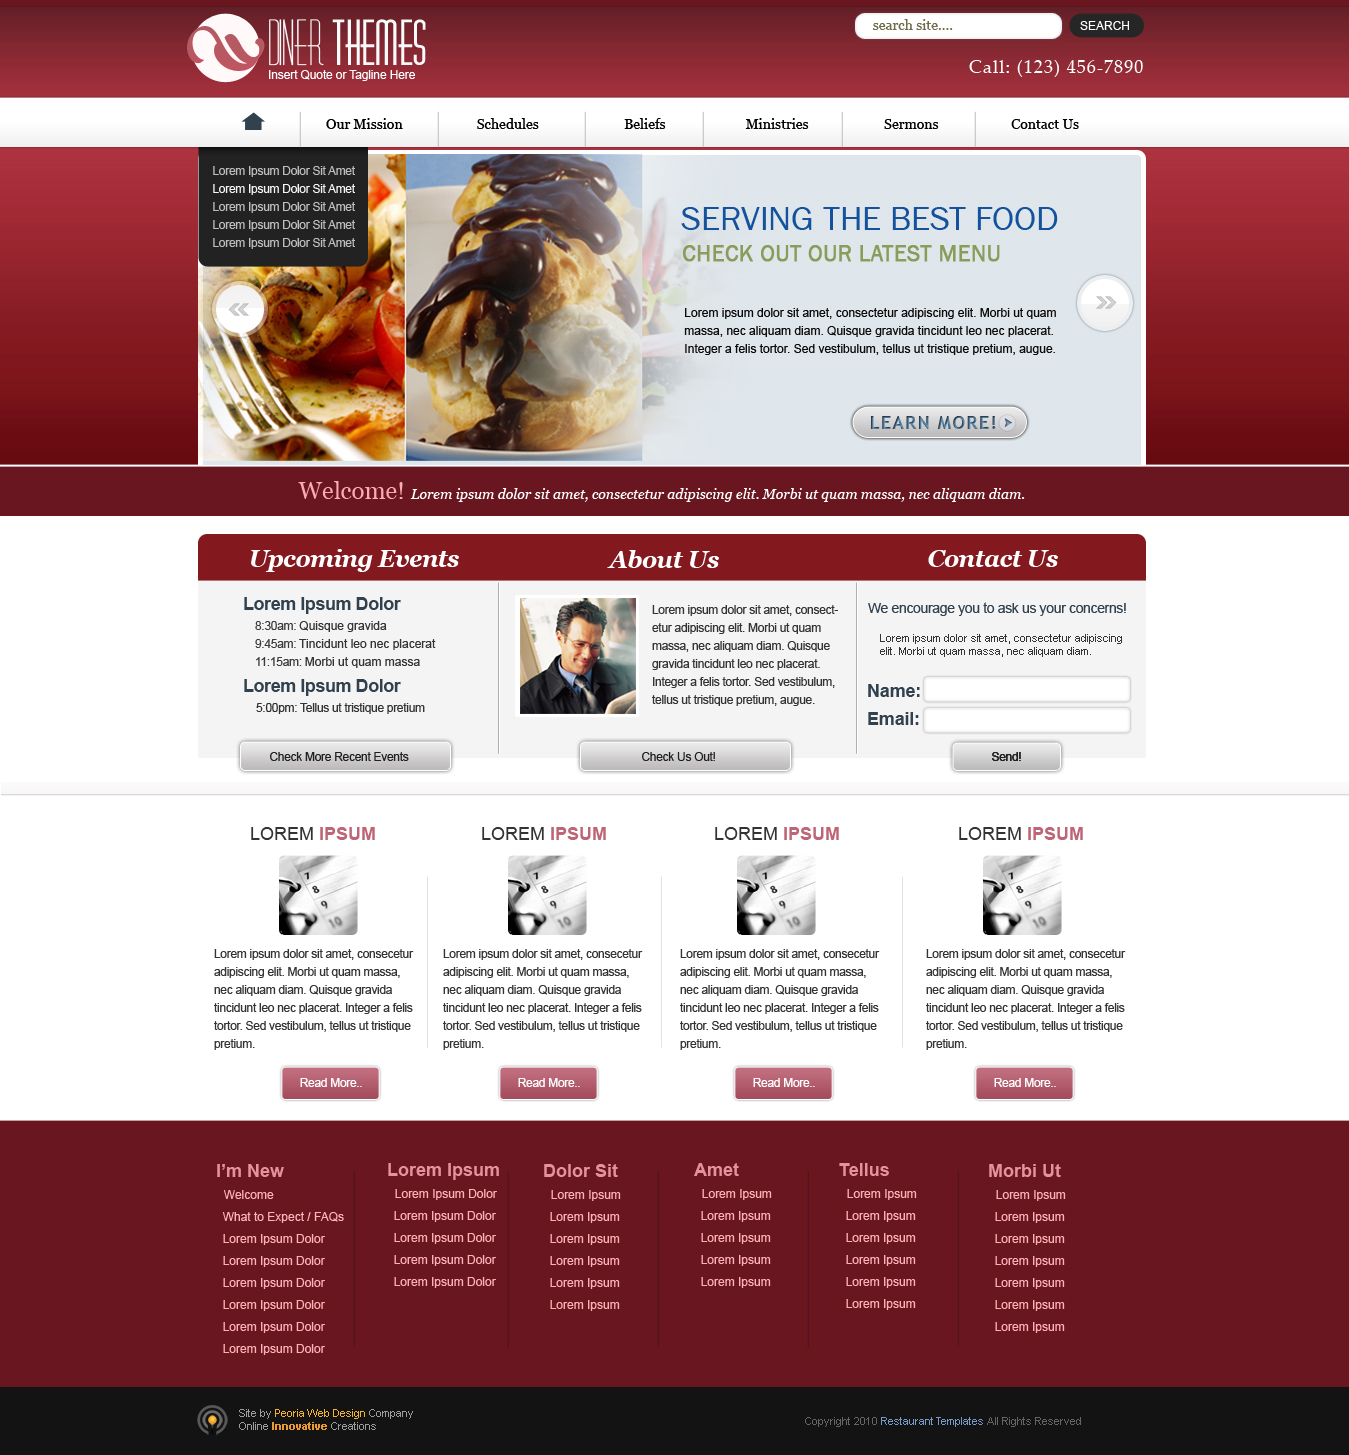 DINER THEMES
Insert Quote or Tagline Here
search site....
SEARCH
Call: (123) 456-7890
Our Mission
Schedules
Beliefs
Ministries
Sermons
Contact Us
Lorem Ipsum Dolor Sit Amet
Lorem Ipsum Dolor Sit Amet
Lorem Ipsum Dolor Sit Amet
Lorem Ipsum Dolor Sit Amet
Lorem Ipsum Dolor Sit Amet
SERVING THE BEST FOOD
CHECK OUT OUR LATEST MENU
Lorem ipsum dolor sit amet, consectetur adipiscing elit. Morbi ut quam
massa, nec aliquam diam. Quisque gravida tincidunt leo nec placerat.
Integer a felis tortor. Sed vestibulum, tellus ut tristique pretium, augue.
LEARN MORE!
Welcome! Lorem ipsum dolor sit amet, consectetur adipiscing elit. Morbi ut quam massa, nec aliquam diam.
Upcoming Events
Lorem Ipsum Dolor
8:30am: Quisque gravida
9:45am: Tincidunt leo nec placerat
11:15am: Morbi ut quam massa
Lorem Ipsum Dolor
5:00pm: Tellus ut tristique pretium
Check More Recent Events
About Us
Lorem ipsum dolor sit amet, consect-
etur adipiscing elit. Morbi ut quam
massa, nec aliquam diam. Quisque
gravida tincidunt leo nec placerat.
Integer a felis tortor. Sed vestibulum,
tellus ut tristique pretium, augue.
Check Us Out!
Contact Us
We encourage you to ask us your concerns!
Lorem ipsum dolor sit amet, consectetur adipiscing
elit. Morbi ut quam massa, nec aliquam diam.
Name:
Email:
Send!
LOREM IPSUM
1
8
9
10
Lorem ipsum dolor sit amet, consectetur
adipiscing elit. Morbi ut quam massa,
nec aliquam diam. Quisque gravida
tincidunt leo nec placerat. Integer a felis
tortor. Sed vestibulum, tellus ut tristique
pretium.
Read More..
LOREM IPSUM
1
8
9
10
Lorem ipsum dolor sit amet, consectetur
adipiscing elit. Morbi ut quam massa,
nec aliquam diam. Quisque gravida
tincidunt leo nec placerat. Integer a felis
tortor. Sed vestibulum, tellus ut tristique
pretium.
Read More..
LOREM IPSUM
1
8
9
10
Lorem ipsum dolor sit amet, consectetur
adipiscing elit. Morbi ut quam massa,
nec aliquam diam. Quisque gravida
tincidunt leo nec placerat. Integer a felis
tortor. Sed vestibulum, tellus ut tristique
pretium.
Read More..
LOREM IPSUM
1
8
9
10
Lorem ipsum dolor sit amet, consectetur
adipiscing elit. Morbi ut quam massa,
nec aliquam diam. Quisque gravida
tincidunt leo nec placerat. Integer a felis
tortor. Sed vestibulum, tellus ut tristique
pretium.
Read More..
I'm New
Welcome
What to Expect / FAQs
Lorem Ipsum Dolor
Lorem Ipsum Dolor
Lorem Ipsum Dolor
Lorem Ipsum Dolor
Lorem Ipsum Dolor
Lorem Ipsum Dolor
Lorem Ipsum
Lorem Ipsum Dolor
Lorem Ipsum Dolor
Lorem Ipsum Dolor
Lorem Ipsum Dolor
Lorem Ipsum Dolor
Dolor Sit
Lorem Ipsum
Lorem Ipsum
Lorem Ipsum
Lorem Ipsum
Lorem Ipsum
Lorem Ipsum
Amet
Lorem Ipsum
Lorem Ipsum
Lorem Ipsum
Lorem Ipsum
Lorem Ipsum
Tellus
Lorem Ipsum
Lorem Ipsum
Lorem Ipsum
Lorem Ipsum
Lorem Ipsum
Lorem Ipsum
Morbi Ut
Lorem Ipsum
Lorem Ipsum
Lorem Ipsum
Lorem Ipsum
Lorem Ipsum
Lorem Ipsum
Lorem Ipsum
Site by Peoria Web Design Company
Online Innovative Creations
Copyright 2010 Restaurant Templates All Rights Reserved